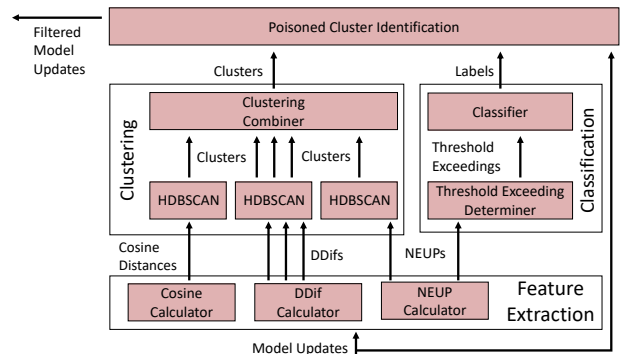 Poisoned Cluster Identification
Filtered
Model
Updates
Clusters
Labels
Clustering
Clustering
Combiner
Clusters
Clusters
HDBSCAN
HDBSCAN
HDBSCAN
Classifier
Threshold
Exceedings
Threshold Exceeding
Determiner
Classification
Cosine
Distances
DDifs
NEUPs
Cosine
Calculator
DDif
Calculator
NEUP
Calculator
Feature
Extraction
Model Updates